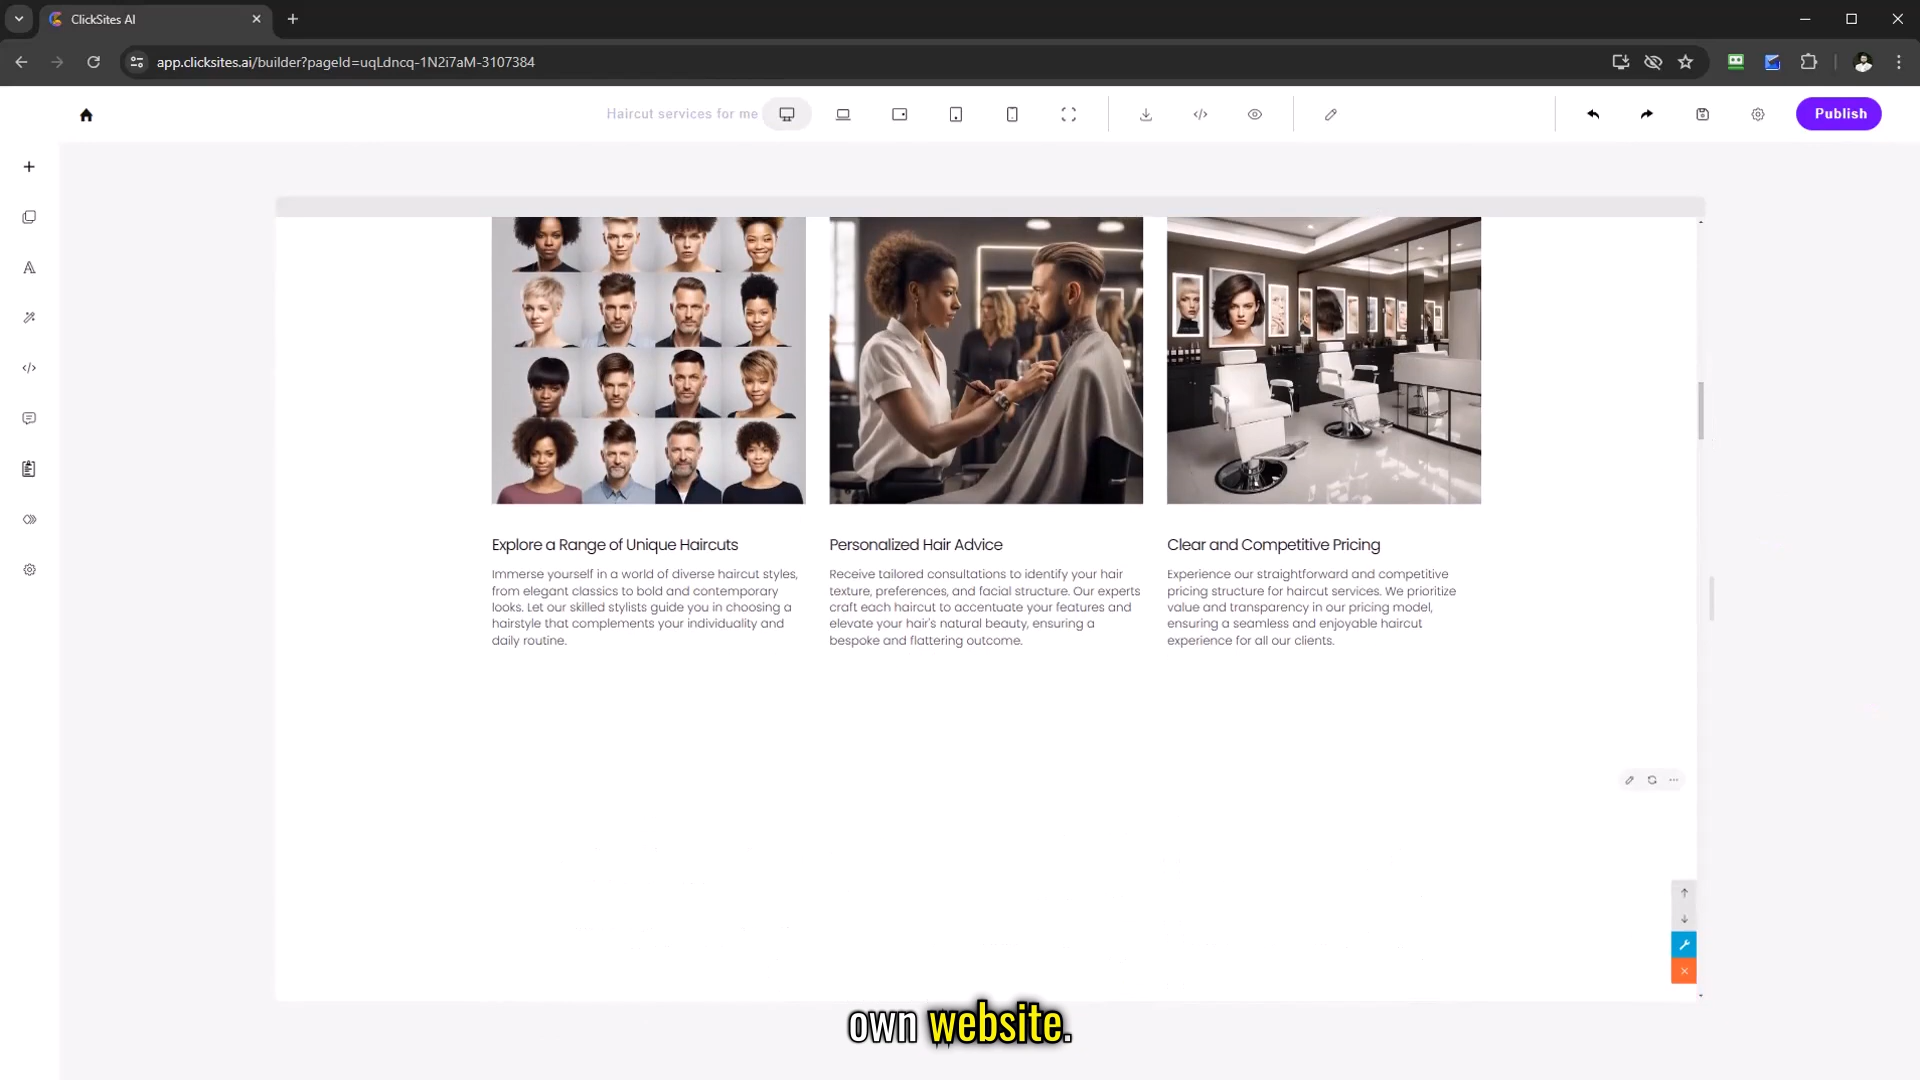 ClickSites AI
app.clicksites.ai/builder?pageId=uqLdncq-1N2i7aM-3107384
Haircut services for me
Publish
Explore a Range of Unique Haircuts
Immerse yourself in a world of diverse haircut styles,
from elegant classics to bold and contemporary
looks. Let our skilled stylists guide you in choosing a
hairstyle that complements your individuality and
daily routine.
Personalized Hair Advice
Receive tailored consultations to identify your hair
texture, preferences, and facial structure. Our experts
craft each haircut to accentuate your features and
elevate your hair's natural beauty, ensuring a
bespoke and flattering outcome.
Clear and Competitive Pricing
Experience our straightforward and competitive
pricing structure for haircut services. We prioritize
value and transparency in our pricing model,
ensuring a seamless and enjoyable haircut
experience for all our clients.
own website.